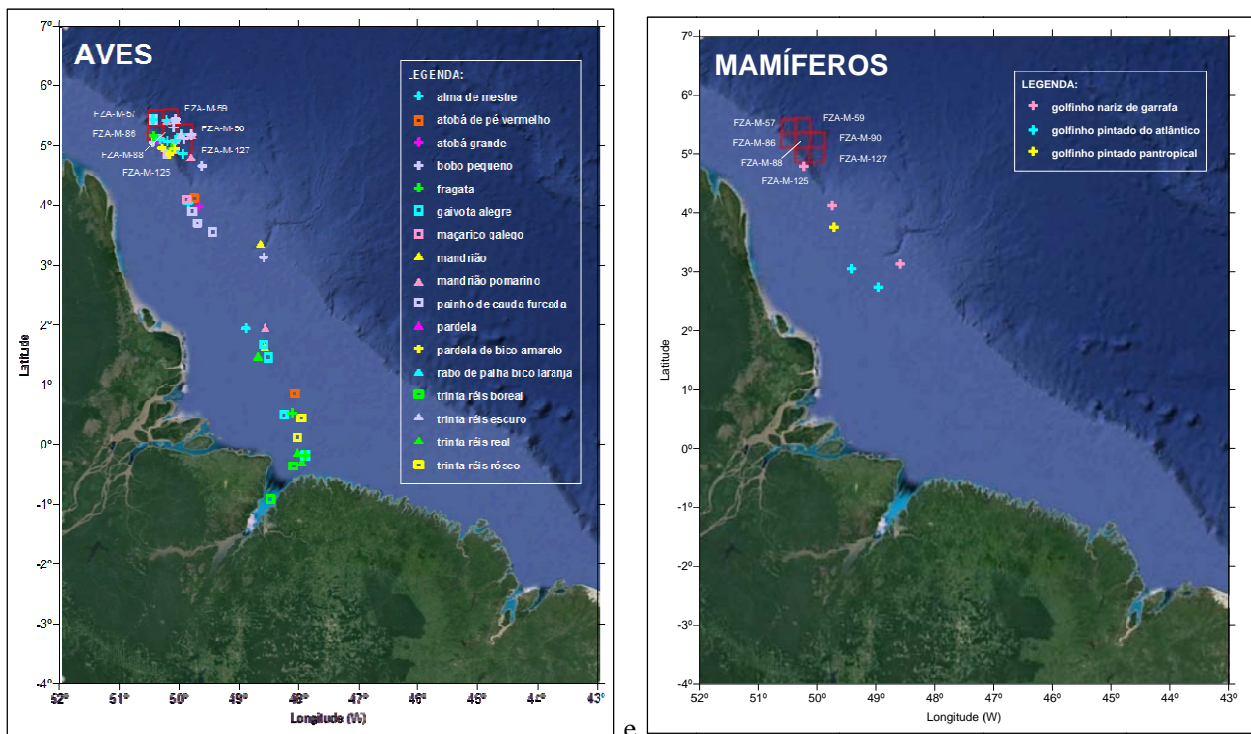 AVES
7º
6º
5º
4º
3º
2º
1º
0º
-1º
-2º
-3º
-4º
Latitude
FZA-M-57
FZA-M-59
FZA-M-86
FZA-M-90
FZA-M-88
FZA-M-127
FZA-M-125
LEGENDA:
alma de mestre
atobá de pé vermelho
atobá grande
bobo pequeno
fragata
gaivota alegre
maçarico galego
mandrião
mandrião pomarino
painho de cauda furcada
pardela
pardela de bico amarelo
rabo de palha bico laranja
trinta réis boreal
trinta réis escuro
trinta réis real
trinta réis róseo
52º 51º 50º 49º 48º 47º 46º 45º 44º 43º
Longitude (W)
e
MAMÍFEROS
7º
6º
5º
4º
3º
2º
1º
0º
-1º
-2º
-3º
-4º
Latitude
FZA-M-57
FZA-M-59
FZA-M-86
FZA-M-90
FZA-M-88
FZA-M-127
FZA-M-125
LEGENDA:
golfinho nariz de garrafa
golfinho pintado do atlântico
golfinho pintado pantropical
52º 51º 50º 49º 48º 47º 46º 45º 44º 43º
Longitude (W)